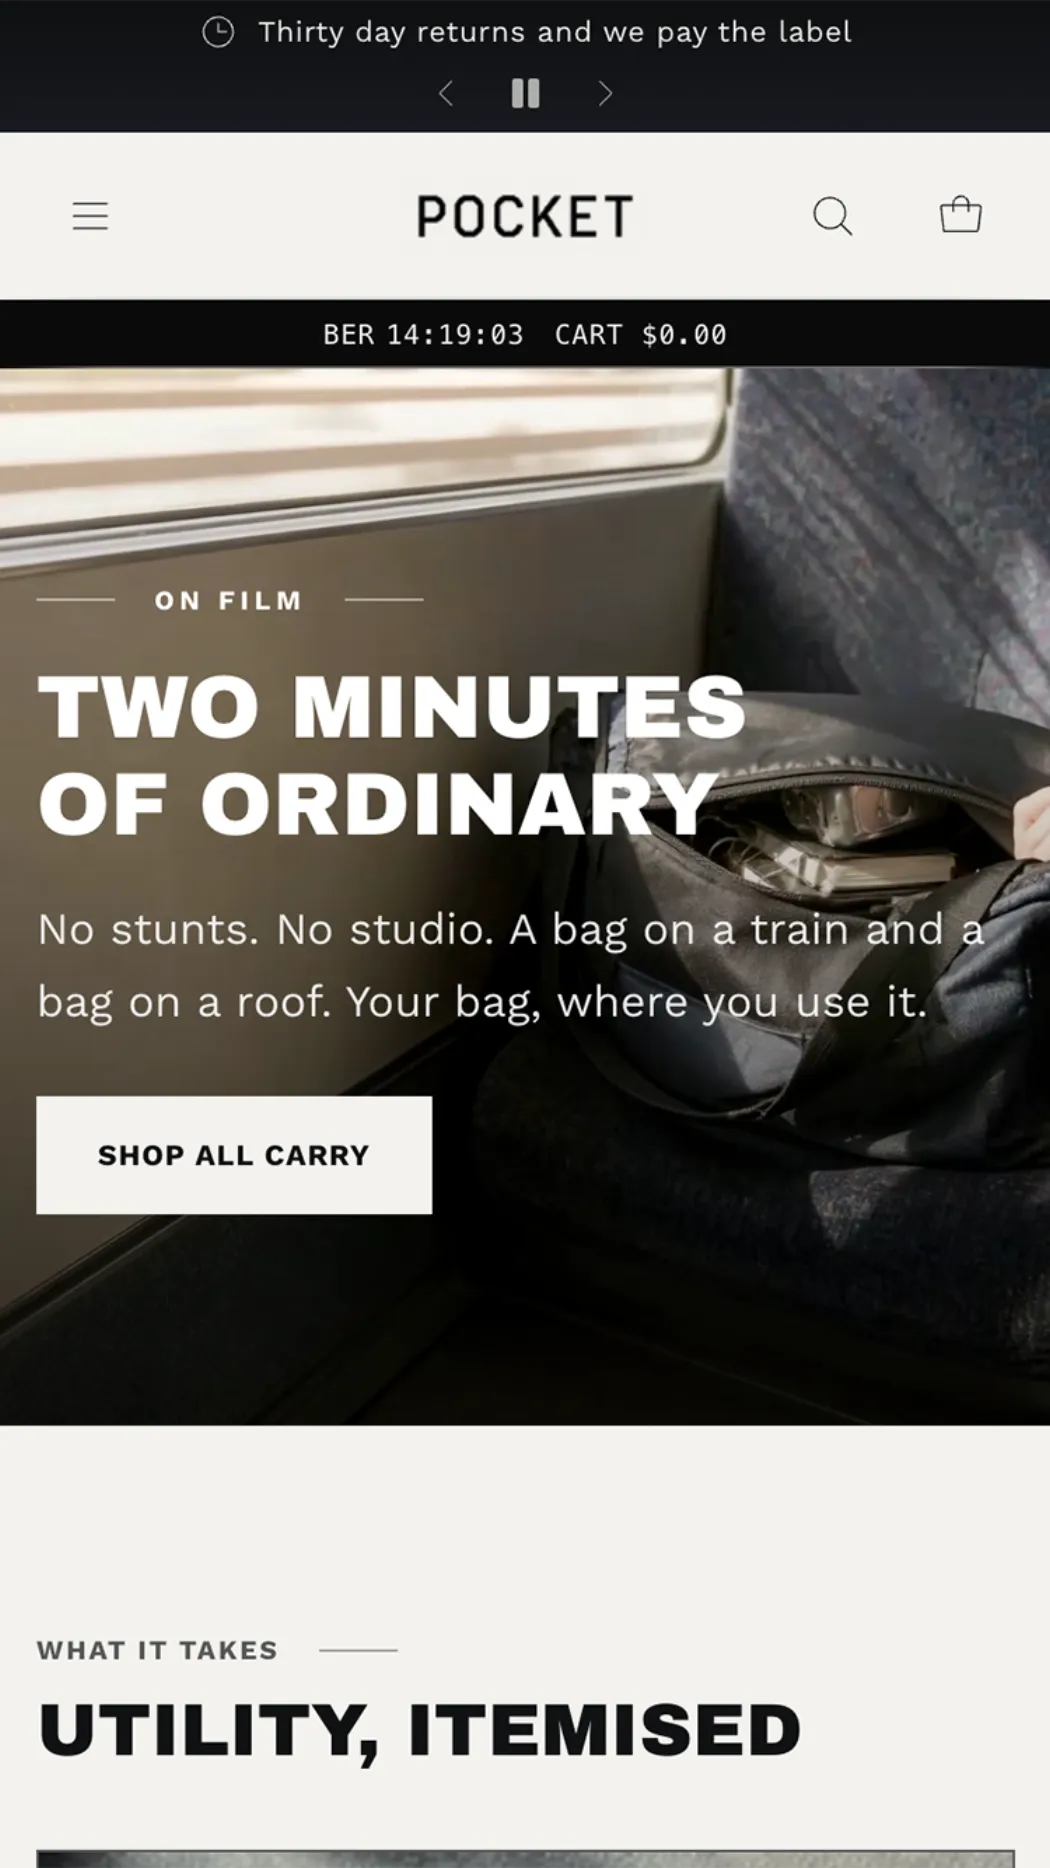 Thirty day returns and we pay the label
POCKET
BER 14:19:03 CART $0.00
ON FILM
TWO MINUTES
OF ORDINARY
No stunts. No studio. A bag on a train and a
bag on a roof. Your bag, where you use it.
SHOP ALL CARRY
WHAT IT TAKES
UTILITY, ITEMISED